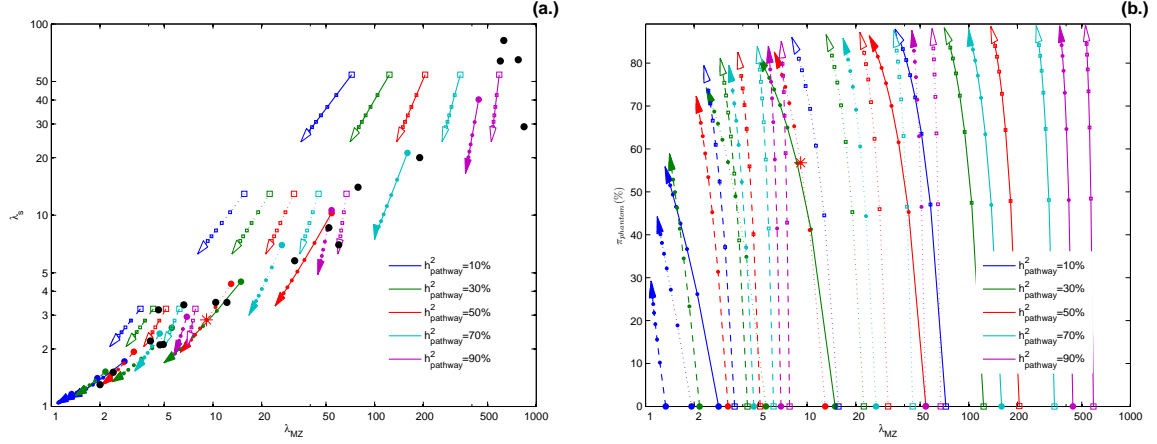 (a.)
100
50
40
30
20
10
5
4
3
2
1
λs
1
2
5
10
20
50
100
200
500
1000
λMZ
h²pathway=10%
h²pathway=30%
h²pathway=50%
h²pathway=70%
h²pathway=90%
(b.)
80
70
60
50
40
30
20
10
0
πphantom(%)
1
2
5
10
20
50
100
200
400
1000
λMZ
h²pathway=10%
h²pathway=30%
h²pathway=50%
h²pathway=70%
h²pathway=90%